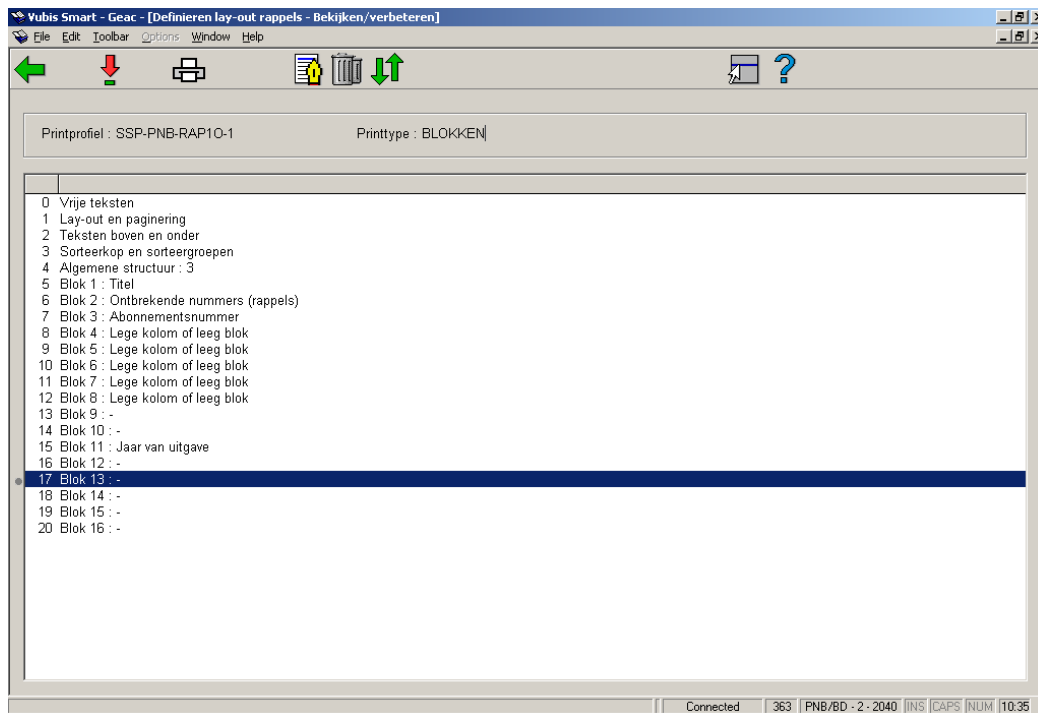 Vubis Smart - Geac - [Definieren lay-out rappels - Bekijken/verbeteren]
File Edit Toolbar Options Window Help
Printprofiel : SSP-PNB-RAP1O-1 Printtype : BLOKKEN
0 Vrije teksten
1 Lay-out en paginering
2 Teksten boven en onder
3 Sorteerkop en sorteergroepen
4 Algemene structuur : 3
5 Blok 1 : Titel
6 Blok 2 : Ontbrekende nummers (rappels)
7 Blok 3 : Abonnementsnummer
8 Blok 4 : Lege kolom of leeg blok
9 Blok 5 : Lege kolom of leeg blok
10 Blok 6 : Lege kolom of leeg blok
11 Blok 7 : Lege kolom of leeg blok
12 Blok 8 : Lege kolom of leeg blok
13 Blok 9 : -
14 Blok 10 : -
15 Blok 11 : Jaar van uitgave
16 Blok 12 : -
17 Blok 13 : -
18 Blok 14 : -
19 Blok 15 : -
20 Blok 16 : -
Connected 363 PNB/BD - 2 - 2040 INS CAPS NUM 10:35